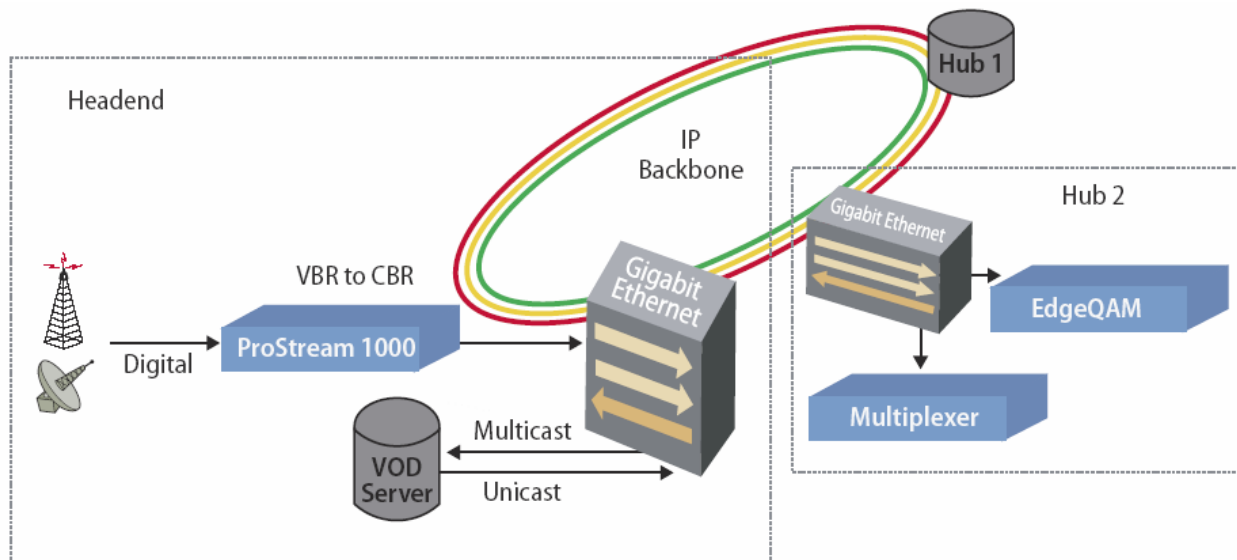 Hub 1
Headend
IP
Backbone
Hub 2
Gigabit Ethernet
VBR to CBR
Gigabit
Ethernet
EdgeQAM
ProStream 1000
Digital
Multiplexer
Multicast
VOD
Server
Unicast